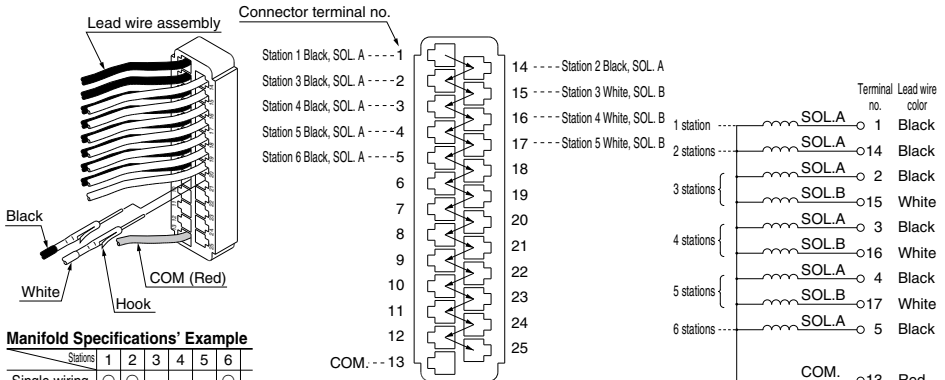 Lead wire assembly
Black
White
Hook
COM (Red)
Manifold Specifications' Example
Stations 1 2 3 4 5 6
Single wiring ○ ○ ○
Connector terminal no.
Station 1 Black, SOL. A 1
Station 3 Black, SOL. A 2
Station 4 Black, SOL. A 3
Station 5 Black, SOL. A 4
Station 6 Black, SOL. A 5
6
7
8
9
10
11
12
COM. 13
14 Station 2 Black, SOL. A
15 Station 3 White, SOL. B
16 Station 4 White, SOL. B
17 Station 5 White, SOL. B
18
19
20
21
22
23
24
25
Terminal no. Lead wire color
1 station SOL.A 1 Black
2 stations SOL.A 14 Black
3 stations SOL.A 2 Black
SOL.B 15 White
4 stations SOL.A 3 Black
SOL.B 16 White
5 stations SOL.A 4 Black
SOL.B 17 White
6 stations SOL.A 5 Black
COM. 13 Red